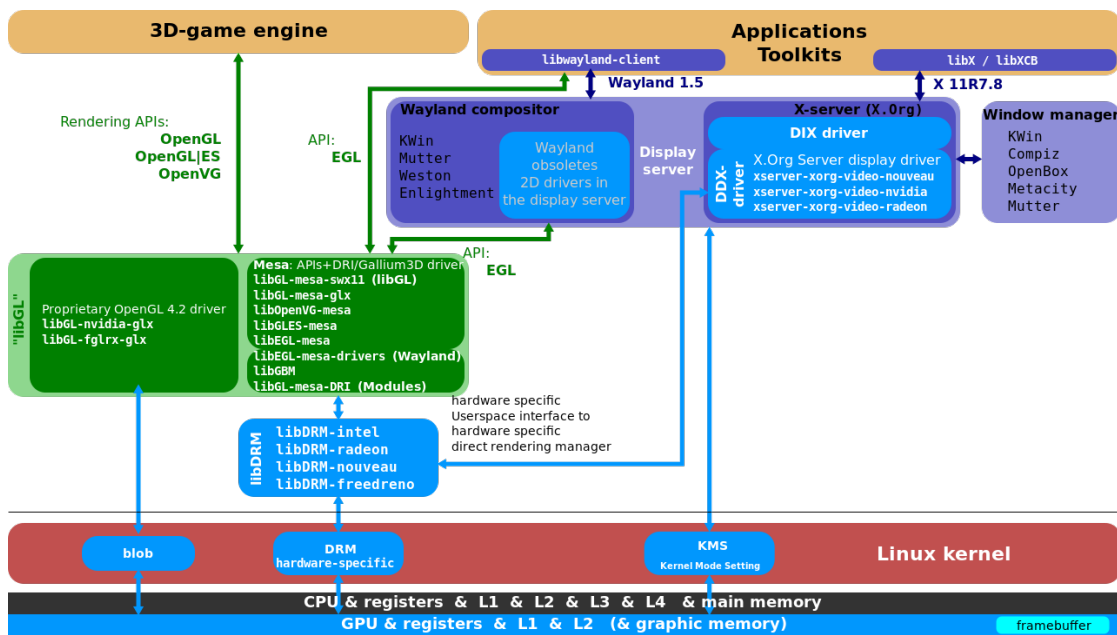 3D-game engine
Applications
Toolkits
libwayland-client
libX / libXCB
Wayland 1.5
X 11R7.8
Rendering APIs:
OpenGL
OpenGL|ES
OpenVG
API:
EGL
Wayland compositor
KWin
Mutter
Weston
Enlightment
Wayland
obsoletes
2D drivers in
the display server
Display
server
X-server (X.Org)
DIX driver
DDX-
driver
X.Org Server display driver
xserver-xorg-video-nouveau
xserver-xorg-video-nvidia
xserver-xorg-video-radeon
Window manager
KWin
Compiz
OpenBox
Metacity
Mutter
API:
EGL
"libGL"
Proprietary OpenGL 4.2 driver
libGL-nvidia-glx
libGL-fglrx-glx
Mesa: APIs+DRI/Gallium3D driver
libGL-mesa-swx11 (libGL)
libGL-mesa-glx
libOpenVG-mesa
libGLES-mesa
libEGL-mesa
libEGL-mesa-drivers (Wayland)
libGBM
libGL-mesa-DRI (Modules)
libDRM
libDRM-intel
libDRM-radeon
libDRM-nouveau
libDRM-freedreno
hardware specific
Userspace interface to
hardware specific
direct rendering manager
blob
DRM
hardware-specific
KMS
Kernel Mode Setting
Linux kernel
CPU & registers & L1 & L2 & L3 & L4 & main memory
GPU & registers & L1 & L2 (& graphic memory)
framebuffer